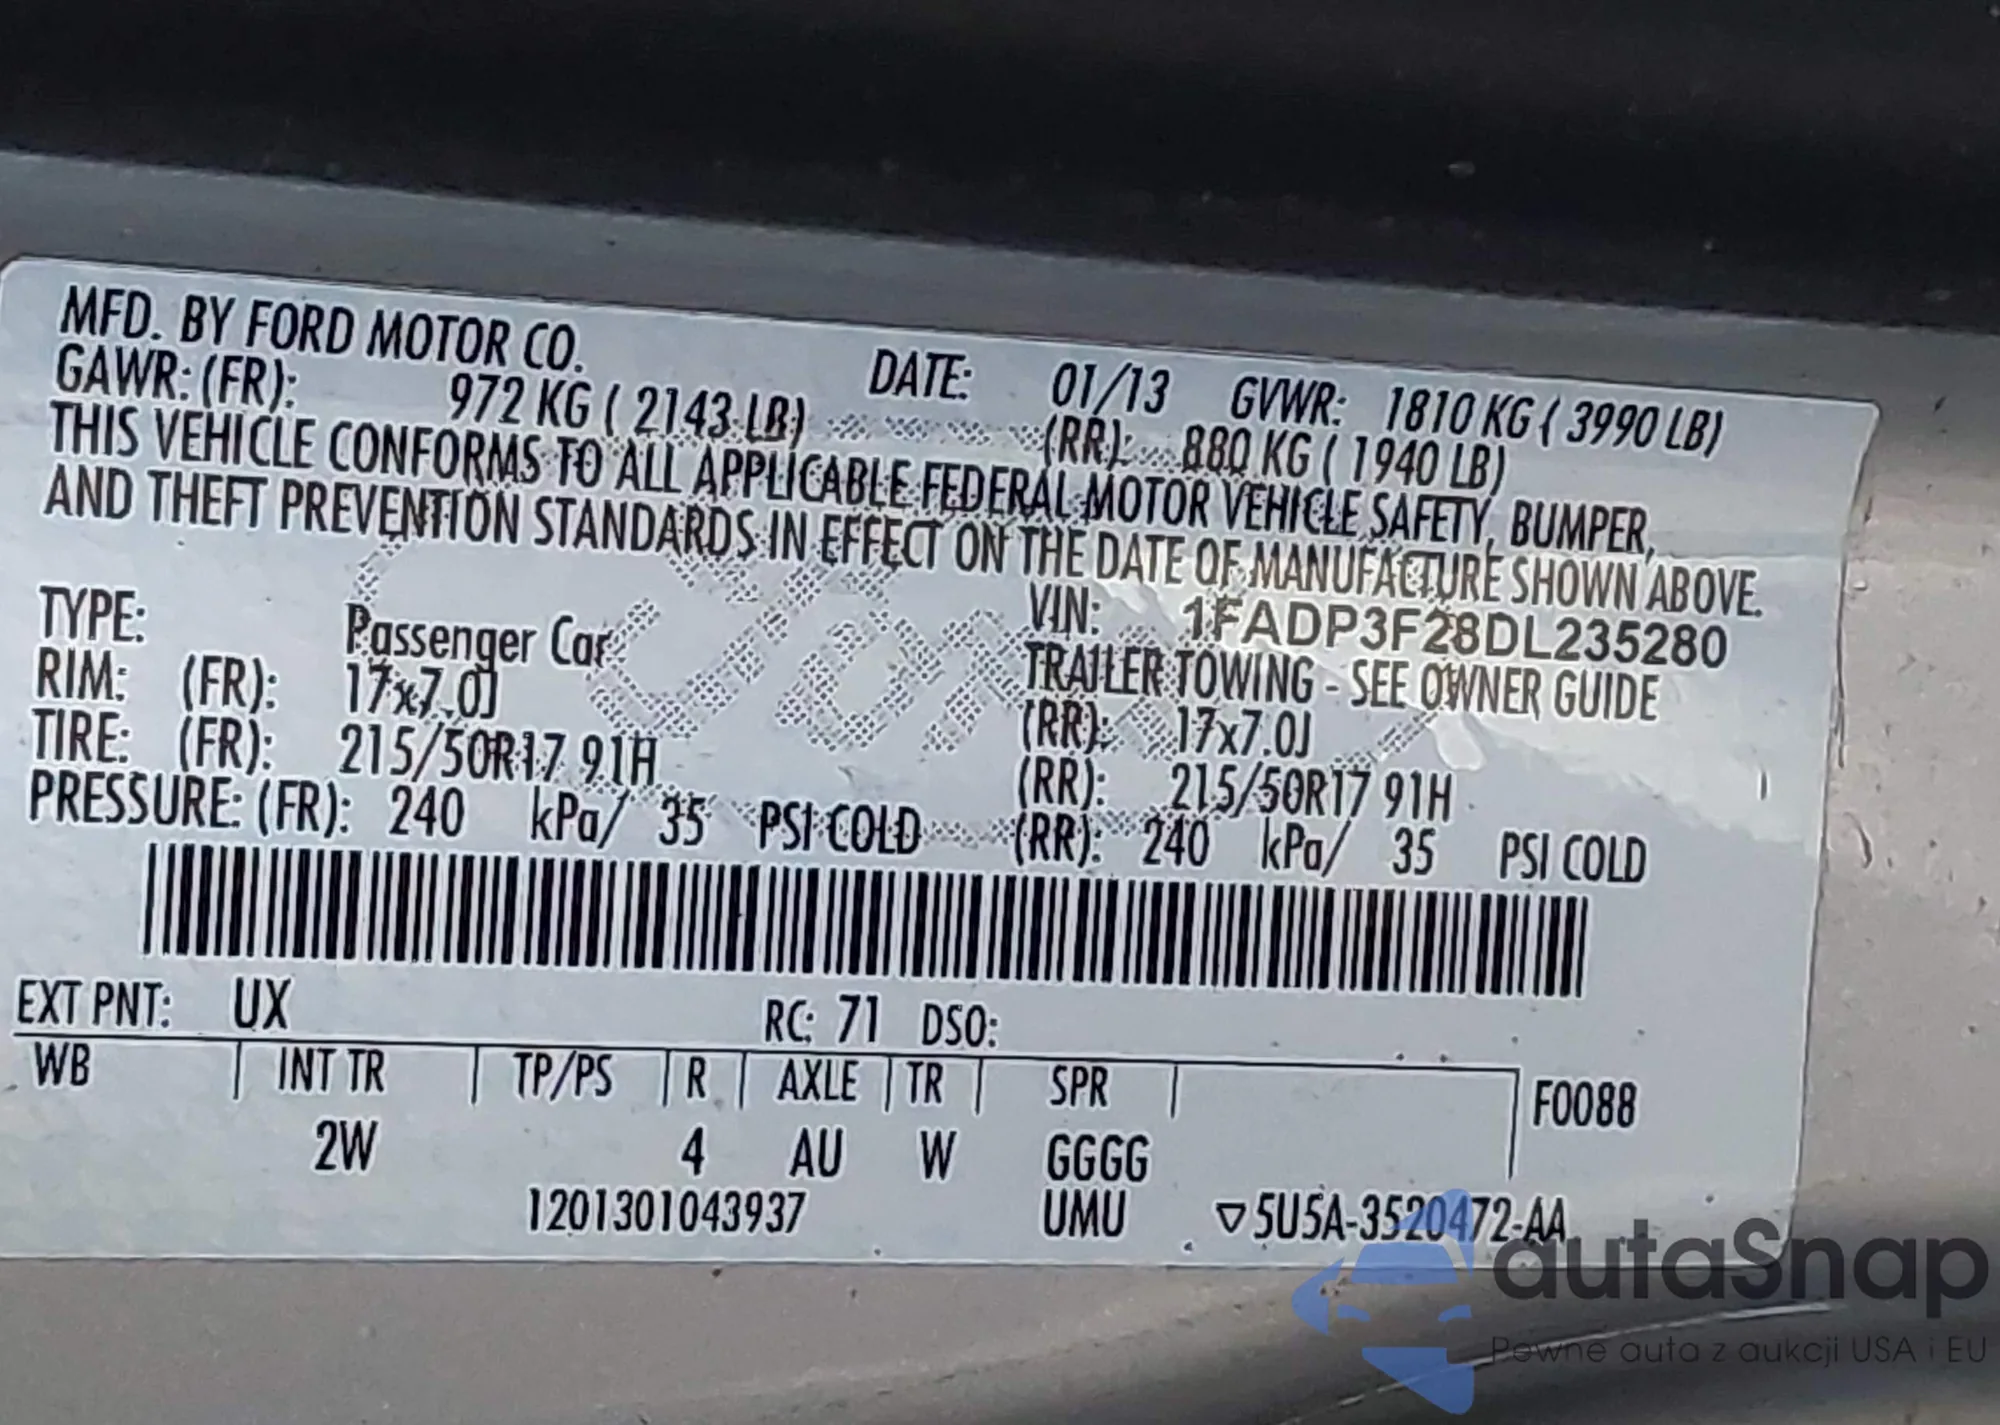 MFD. BY FORD MOTOR CO. DATE: 01/13 GVWR: 1810 KG ( 3990 LB)
GAWR: (FR): 972 KG ( 2143 LB) (RR): 880 KG ( 1940 LB)
THIS VEHICLE CONFORMS TO ALL APPLICABLE FEDERAL MOTOR VEHICLE SAFETY, BUMPER,
AND THEFT PREVENTION STANDARDS IN EFFECT ON THE DATE OF MANUFACTURE SHOWN ABOVE.
VIN: 1FADP3F28DL235280
TYPE: Passenger Car TRAILER TOWING - SEE OWNER GUIDE
RIM: (FR): 17x7.0J (RR): 17x7.0J
TIRE: (FR): 215/50R17 91H (RR): 215/50R17 91H
PRESSURE: (FR): 240 kPa/ 35 PSI COLD (RR): 240 kPa/ 35 PSI COLD
EXT PNT: UX RC: 71 DSO:
WB INT TR TP/PS R AXLE TR SPR F0088
2W 4 AU W GGGG
1201301043937 UMU ▽5U5A-3520472-AA
autaSnap
Pewne auta z aukcji USA i EU